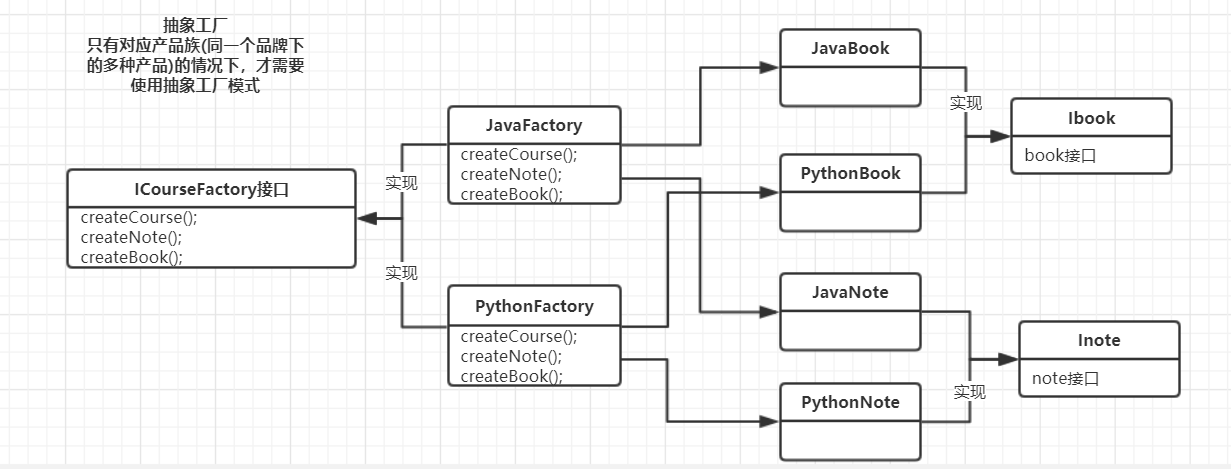 抽象工厂
只有对应产品族(同一个品牌下
的多种产品)的情况下，才需要
使用抽象工厂模式
ICourseFactory接口
createCourse();
createNote();
createBook();
实现
实现
JavaFactory
createCourse();
createNote();
createBook();
PythonFactory
createCourse();
createNote();
createBook();
JavaBook
PythonBook
JavaNote
PythonNote
实现
Ibook
book接口
实现
Inote
note接口